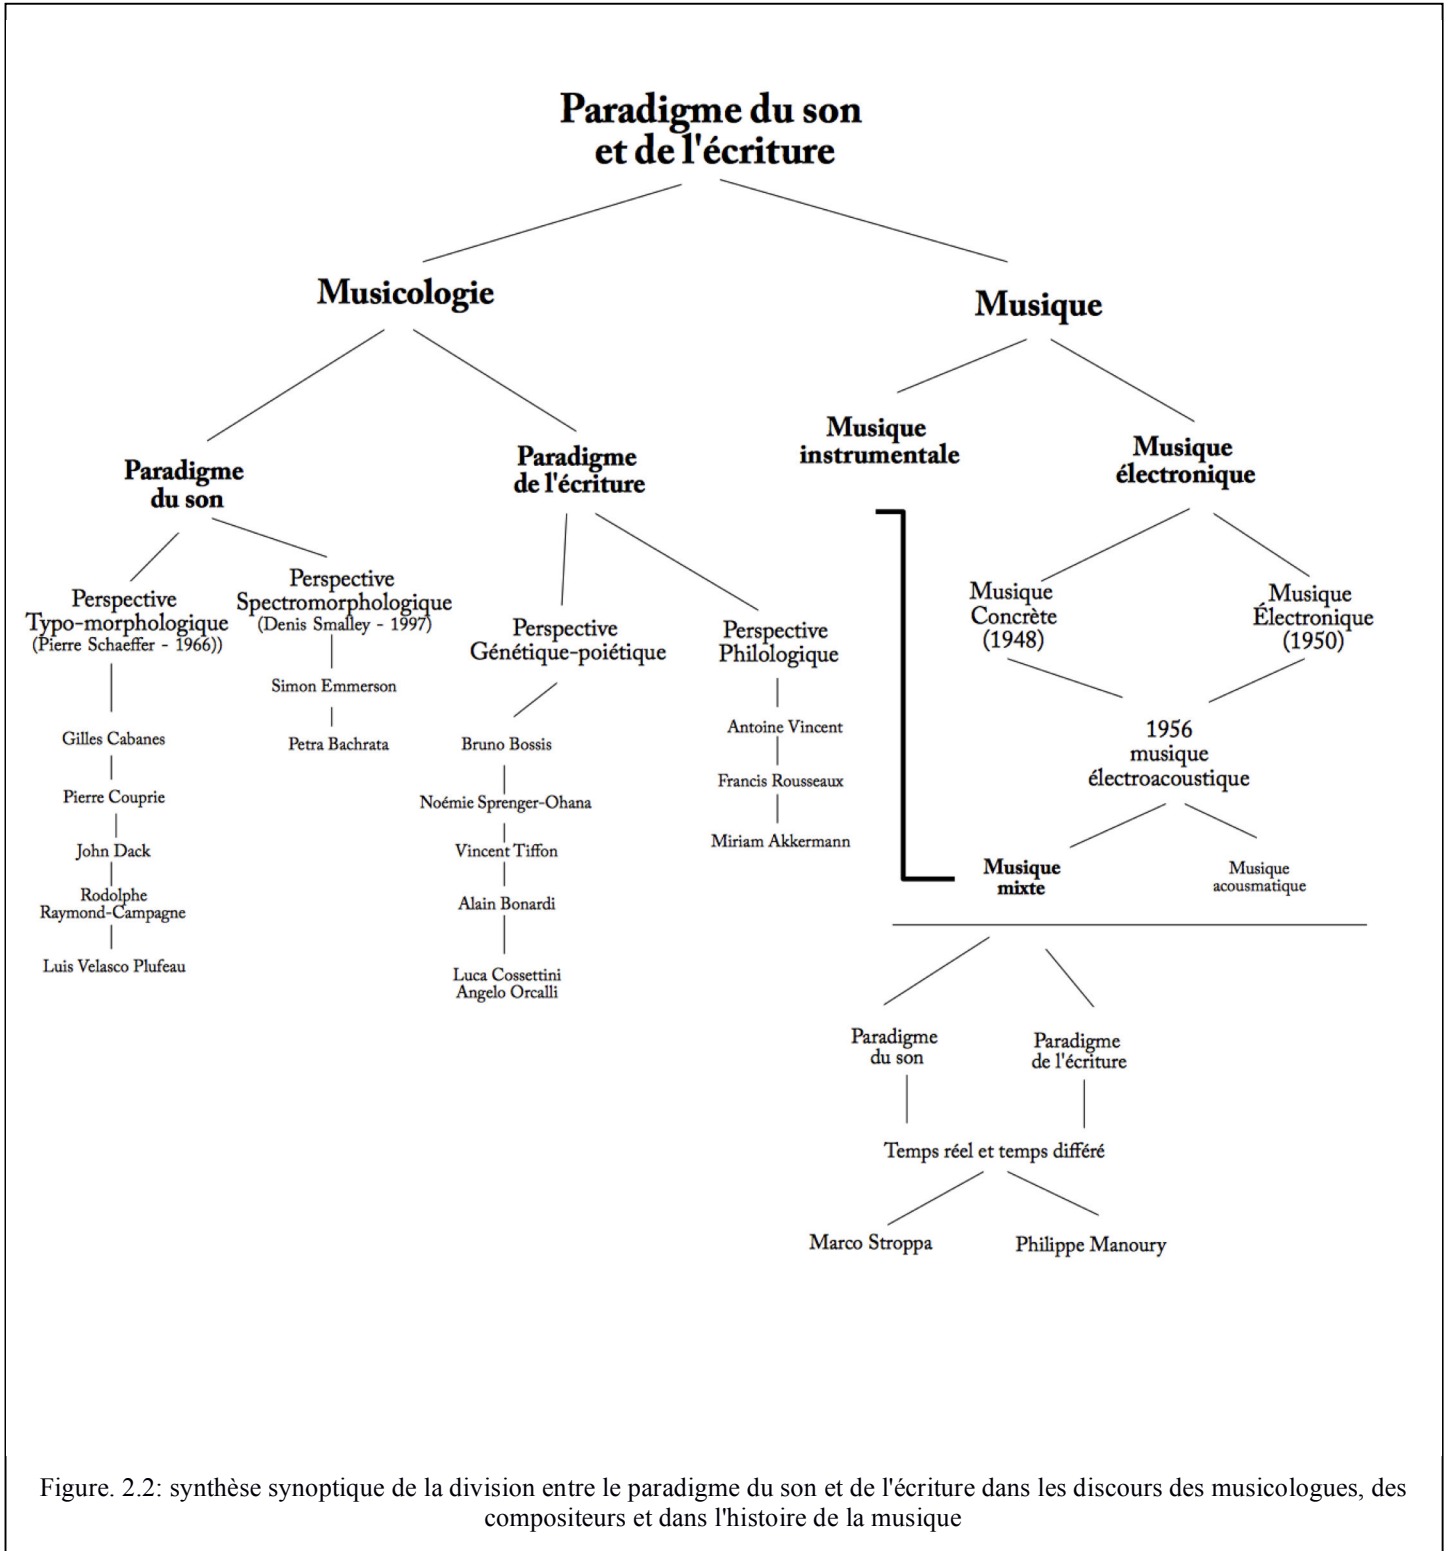 Paradigme du son
et de l'écriture
Musicologie
Musique
Paradigme
du son
Paradigme
de l'écriture
Musique
instrumentale
Musique
électronique
Perspective
Typo-morphologique
(Pierre Schaeffer - 1966))
Gilles Cabanes
Pierre Couprie
John Dack
Rodolphe
Raymond-Campagne
Luis Velasco Plufeau
Perspective
Spectromorphologique
(Denis Smalley - 1997)
Simon Emmerson
Petra Bachrata
Perspective
Génétique-poiétique
Bruno Bossis
Noémie Sprenger-Ohana
Vincent Tiffon
Alain Bonardi
Luca Cossettini
Angelo Orcalli
Perspective
Philologique
Antoine Vincent
Francis Rousseaux
Miriam Akkermann
Musique
Concrète
(1948)
Musique
Électronique
(1950)
1956
musique
électroacoustique
Musique
mixte
Musique
acousmatique
Paradigme
du son
Paradigme
de l'écriture
Temps réel et temps différé
Marco Stroppa
Philippe Manoury
Figure. 2.2: synthèse synoptique de la division entre le paradigme du son et de l'écriture dans les discours des musicologues, des
compositeurs et dans l'histoire de la musique